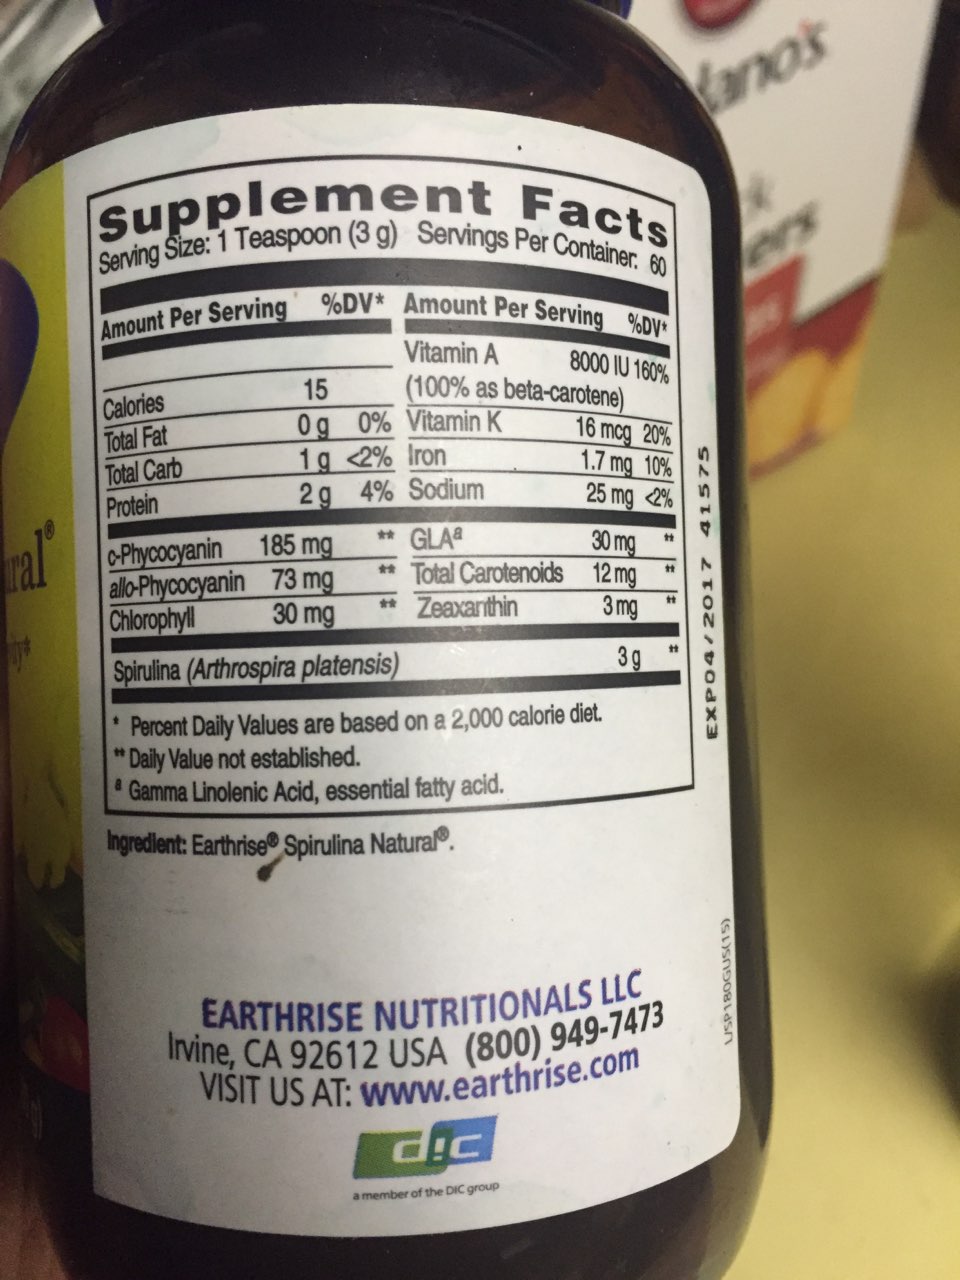 Supplement Facts
Serving Size: 1 Teaspoon (3 g) Servings Per Container: 60
Amount Per Serving %DV* Amount Per Serving %DV*
Vitamin A 8000 IU 160%
(100% as beta-carotene)
Calories 15
Total Fat 0 g 0% Vitamin K 16 mcg 20%
Total Carb 1 g <2% Iron 1.7 mg 10%
Protein 2 g 4% Sodium 25 mg <2%
c-Phycocyanin 185 mg ** GLAª 30 mg **
allo-Phycocyanin 73 mg ** Total Carotenoids 12 mg **
Chlorophyll 30 mg ** Zeaxanthin 3 mg **
Spirulina (Arthrospira platensis) 3 g **
* Percent Daily Values are based on a 2,000 calorie diet.
** Daily Value not established.
ª Gamma Linolenic Acid, essential fatty acid.
Ingredient: Earthrise® Spirulina Natural®.
EARTHRISE NUTRITIONALS LLC
Irvine, CA 92612 USA (800) 949-7473
VISIT US AT: www.earthrise.com
dic
a member of the DIC group
EXP04/2017 41575
USP180GUS(15)
ural®
lano's